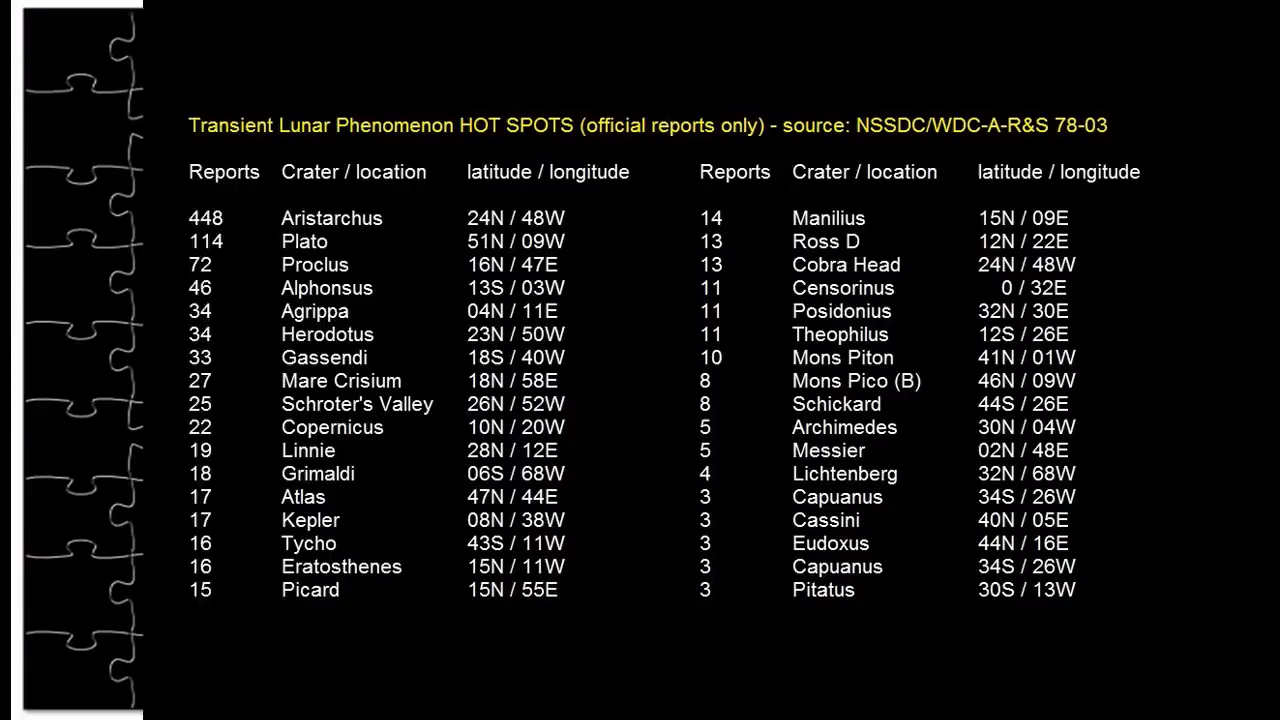 Transient Lunar Phenomenon HOT SPOTS (official reports only) - source: NSSDC/WDC-A-R&S 78-03
Reports Crater / location latitude / longitude Reports Crater / location latitude / longitude
448 Aristarchus 24N / 48W 14 Manilius 15N / 09E
114 Plato 51N / 09W 13 Ross D 12N / 22E
72 Proclus 16N / 47E 13 Cobra Head 24N / 48W
46 Alphonsus 13S / 03W 11 Censorinus 0 / 32E
34 Agrippa 04N / 11E 11 Posidonius 32N / 30E
34 Herodotus 23N / 50W 11 Theophilus 12S / 26E
33 Gassendi 18S / 40W 10 Mons Piton 41N / 01W
27 Mare Crisium 18N / 58E 8 Mons Pico (B) 46N / 09W
25 Schroter's Valley 26N / 52W 8 Schickard 44S / 26E
22 Copernicus 10N / 20W 5 Archimedes 30N / 04W
19 Linnie 28N / 12E 5 Messier 02N / 48E
18 Grimaldi 06S / 68W 4 Lichtenberg 32N / 68W
17 Atlas 47N / 44E 3 Capuanus 34S / 26W
17 Kepler 08N / 38W 3 Cassini 40N / 05E
16 Tycho 43S / 11W 3 Eudoxus 44N / 16E
16 Eratosthenes 15N / 11W 3 Capuanus 34S / 26W
15 Picard 15N / 55E 3 Pitatus 30S / 13W